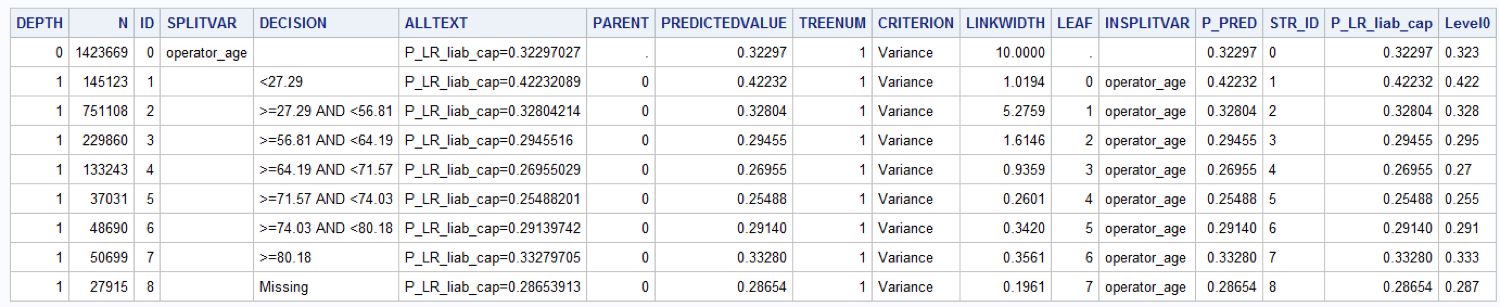 DEPTH N ID SPLITVAR DECISION ALLTEXT PARENT PREDICTEDVALUE TREENUM CRITERION LINKWIDTH LEAF INSPLITVAR P_PRED STR_ID P_LR_liab_cap Level0
0 1423669 0 operator_age P_LR_liab_cap=0.32297027 . 0.32297 1 Variance 10.0000 . 0.32297 0 0.32297 0.323
1 145123 1 <27.29 P_LR_liab_cap=0.42232089 0 0.42232 1 Variance 1.0194 0 operator_age 0.42232 1 0.42232 0.422
1 751108 2 >=27.29 AND <56.81 P_LR_liab_cap=0.32804214 0 0.32804 1 Variance 5.2759 1 operator_age 0.32804 2 0.32804 0.328
1 229860 3 >=56.81 AND <64.19 P_LR_liab_cap=0.2945516 0 0.29455 1 Variance 1.6146 2 operator_age 0.29455 3 0.29455 0.295
1 133243 4 >=64.19 AND <71.57 P_LR_liab_cap=0.26955029 0 0.26955 1 Variance 0.9359 3 operator_age 0.26955 4 0.26955 0.27
1 37031 5 >=71.57 AND <74.03 P_LR_liab_cap=0.25488201 0 0.25488 1 Variance 0.2601 4 operator_age 0.25488 5 0.25488 0.255
1 48690 6 >=74.03 AND <80.18 P_LR_liab_cap=0.29139742 0 0.29140 1 Variance 0.3420 5 operator_age 0.29140 6 0.29140 0.291
1 50699 7 >=80.18 P_LR_liab_cap=0.33279705 0 0.33280 1 Variance 0.3561 6 operator_age 0.33280 7 0.33280 0.333
1 27915 8 Missing P_LR_liab_cap=0.28653913 0 0.28654 1 Variance 0.1961 7 operator_age 0.28654 8 0.28654 0.287